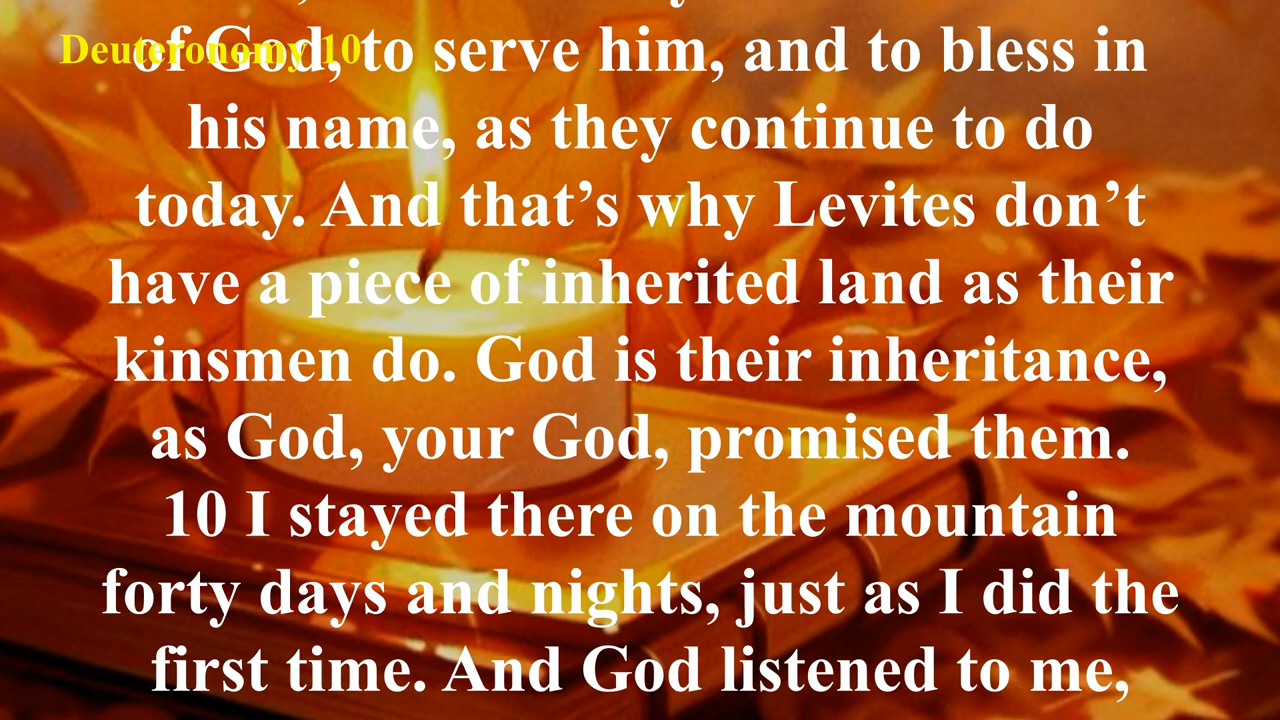 Deuteronomy 10
of God, to serve him, and to bless in
his name, as they continue to do
today. And that’s why Levites don’t
have a piece of inherited land as their
kinsmen do. God is their inheritance,
as God, your God, promised them.
10 I stayed there on the mountain
forty days and nights, just as I did the
first time. And God listened to me,